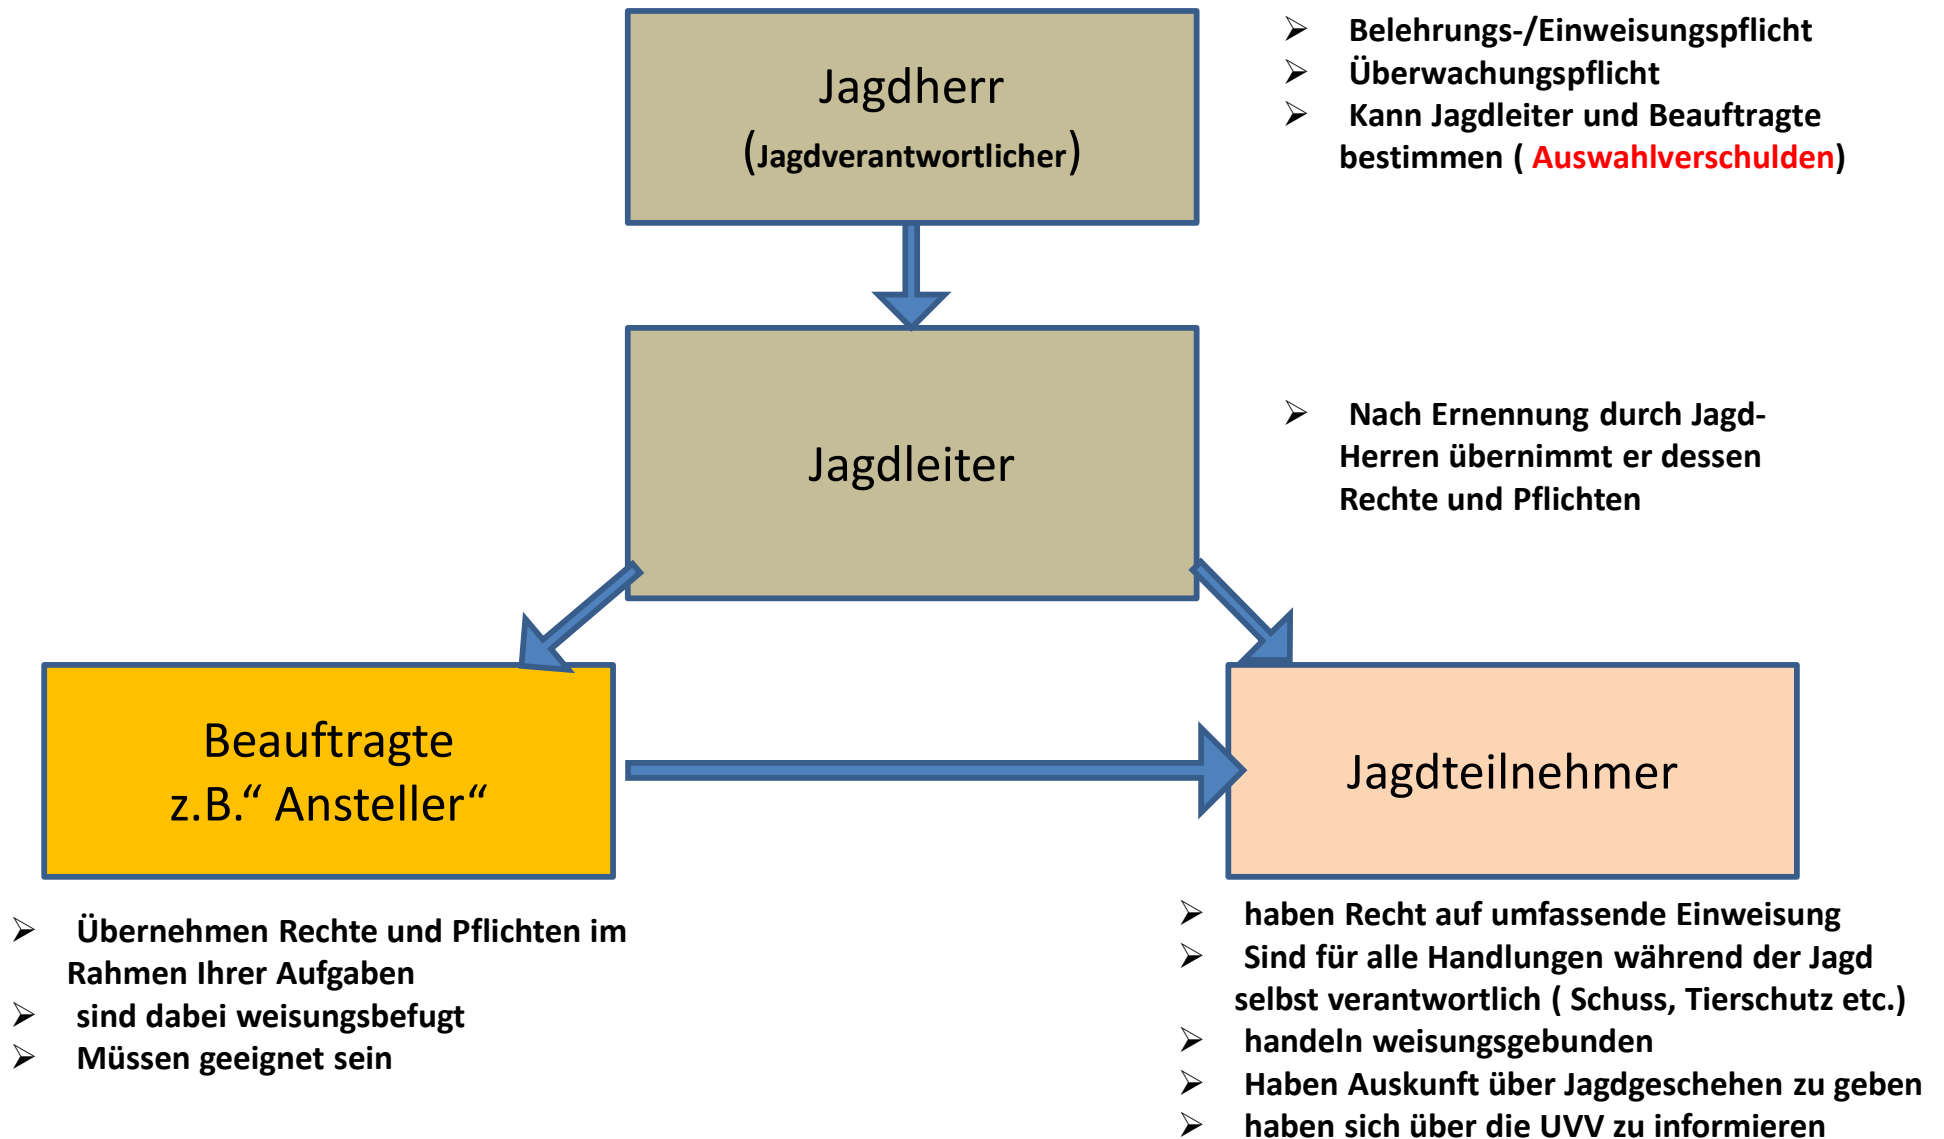 Jagdherr
(Jagdverantwortlicher)
➢ Belehrungs-/Einweisungspflicht
➢ Überwachungspflicht
➢ Kann Jagdleiter und Beauftragte
bestimmen ( Auswahlverschulden)
Jagdleiter
➢ Nach Ernennung durch Jagd-
Herren übernimmt er dessen
Rechte und Pflichten
Beauftragte
z.B.“ Ansteller“
➢ Übernehmen Rechte und Pflichten im
Rahmen Ihrer Aufgaben
➢ sind dabei weisungsbefugt
➢ Müssen geeignet sein
Jagdteilnehmer
➢ haben Recht auf umfassende Einweisung
➢ Sind für alle Handlungen während der Jagd
selbst verantwortlich ( Schuss, Tierschutz etc.)
➢ handeln weisungsgebunden
➢ Haben Auskunft über Jagdgeschehen zu geben
➢ haben sich über die UVV zu informieren